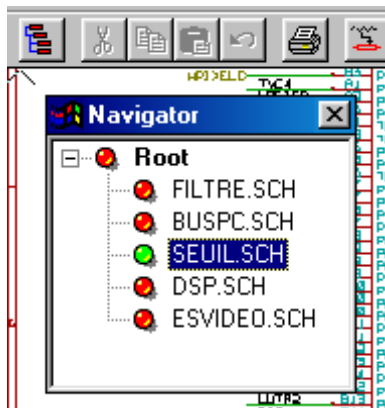 Navigator
Root
FILTRE.SCH
BUSPC.SCH
SEUIL.SCH
DSP.SCH
ESVIDEO.SCH